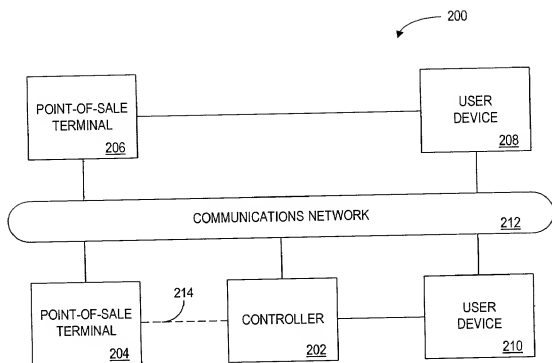 200
POINT-OF-SALE
TERMINAL
206
USER
DEVICE
208
COMMUNICATIONS NETWORK
212
POINT-OF-SALE
TERMINAL
204
214
CONTROLLER
202
USER
DEVICE
210